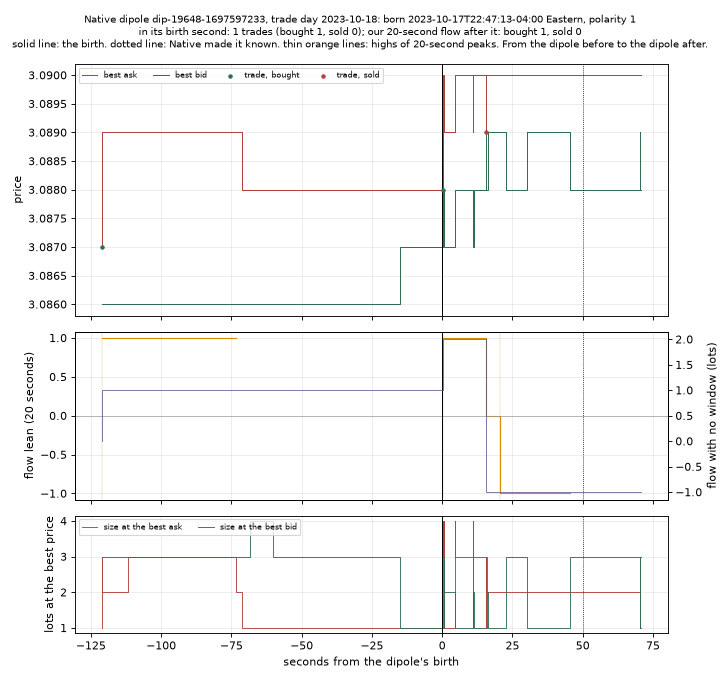 Native dipole dip-19648-1697597233, trade day 2023-10-18: born 2023-10-17T22:47:13-04:00 Eastern, polarity 1
in its birth second: 1 trades (bought 1, sold 0); our 20-second flow after it: bought 1, sold 0
solid line: the birth. dotted line: Native made it known. thin orange lines: highs of 20-second peaks. From the dipole before to the dipole after.
best ask best bid trade, bought trade, sold
3.0900
3.0895
3.0890
3.0885
3.0880
3.0875
3.0870
3.0865
3.0860
price
1.0
0.5
0.0
−0.5
−1.0
flow lean (20 seconds)
2.0
1.5
1.0
0.5
0.0
−0.5
−1.0
flow with no window (lots)
size at the best ask size at the best bid
4
3
2
1
lots at the best price
−125 −100 −75 −50 −25 0 25 50 75
seconds from the dipole's birth